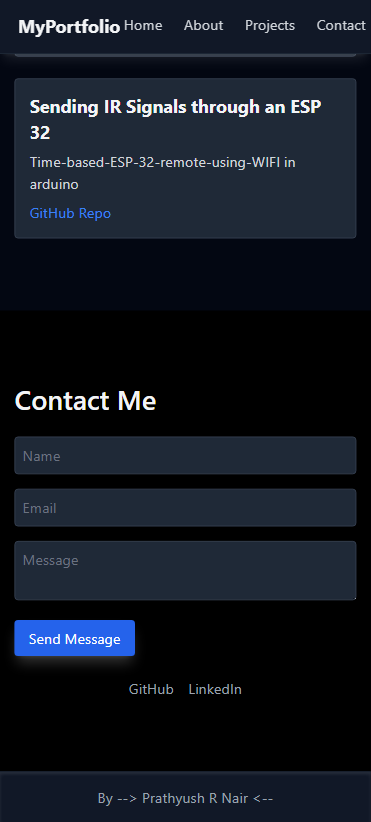 MyPortfolio Home About Projects Contact
Sending IR Signals through an ESP
32
Time-based-ESP-32-remote-using-WIFI in
arduino
GitHub Repo
Contact Me
Name
Email
Message
Send Message
GitHub LinkedIn
By --> Prathyush R Nair <--